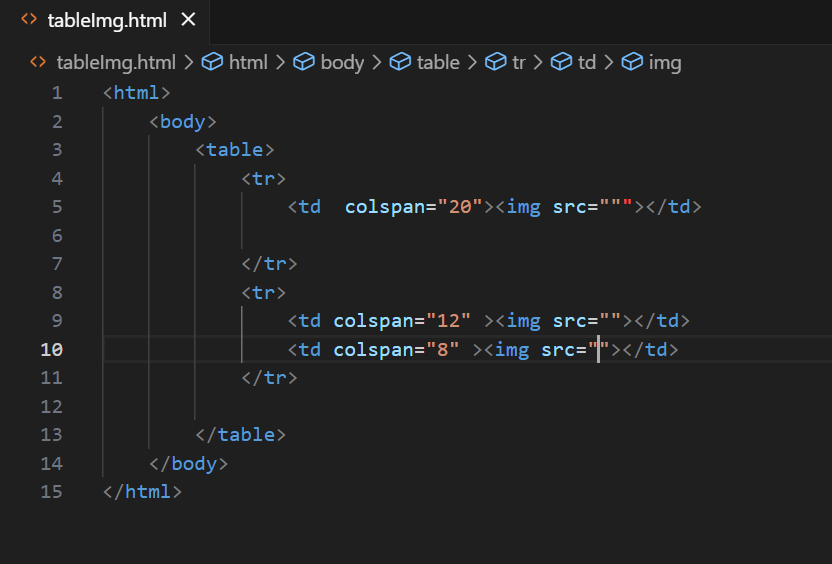 <> tableImg.html ×
<> tableImg.html > html > body > table > tr > td > img
1 <html>
2 <body>
3 <table>
4 <tr>
5 <td  colspan="20"><img src="""></td>
6
7 </tr>
8 <tr>
9 <td colspan="12" ><img src=""></td>
10 <td colspan="8" ><img src=""></td>
11 </tr>
12
13 </table>
14 </body>
15 </html>